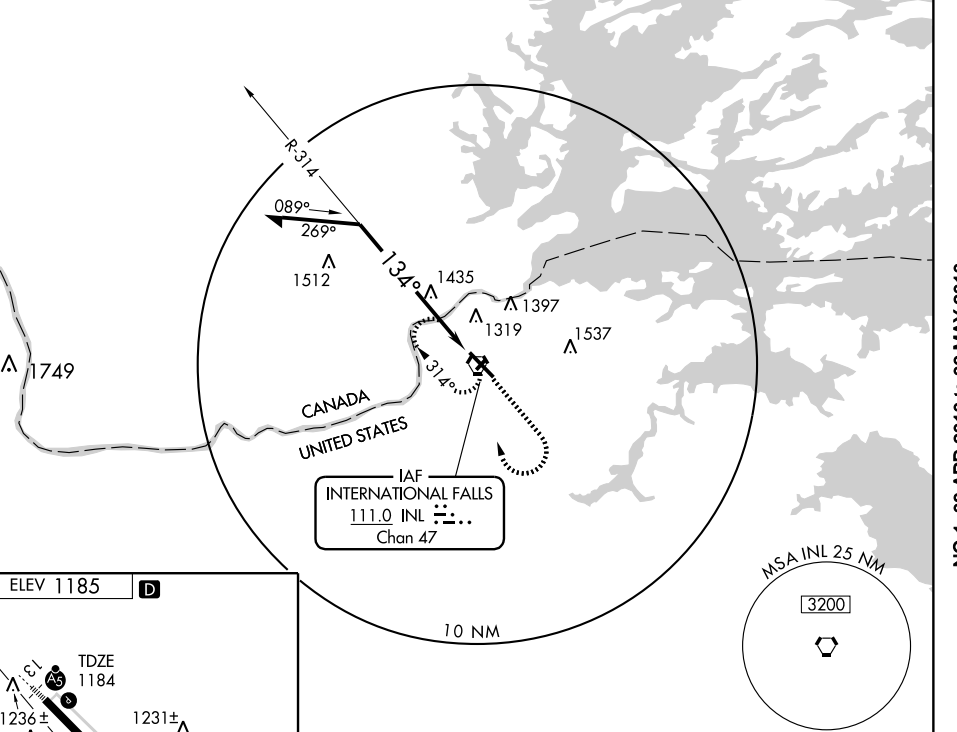 R-314
089°
269°
1512
134°
1435
1397
1319
1537
1749
314°
CANADA
UNITED STATES
IAF
INTERNATIONAL FALLS
111.0 INL
Chan 47
10 NM
MSA INL 25 NM
3200
ELEV 1185 D
13
A5
TDZE
1184
1236±
1231±